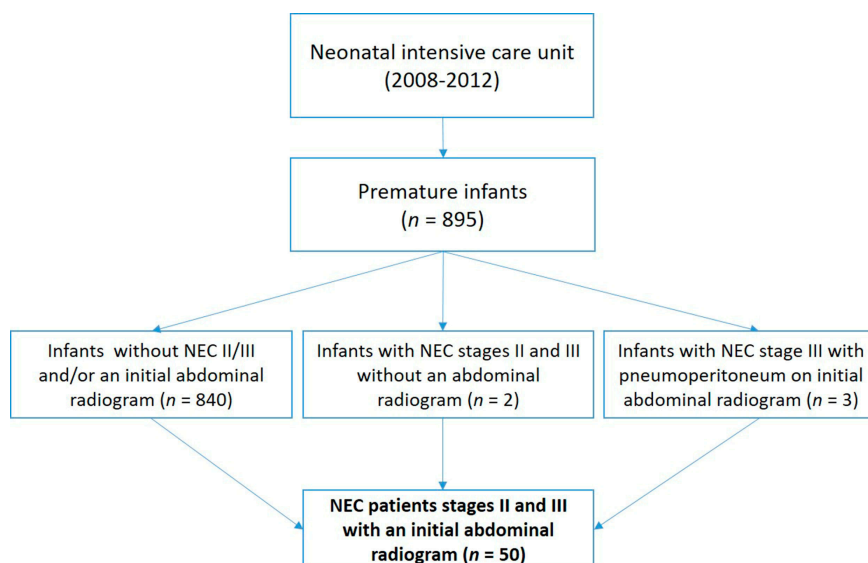 Neonatal intensive care unit
(2008-2012)
Premature infants
(n = 895)
Infants without NEC II/III
and/or an initial abdominal
radiogram (n = 840)
Infants with NEC stages II and III
without an abdominal
radiogram (n = 2)
Infants with NEC stage III with
pneumoperitoneum on initial
abdominal radiogram (n = 3)
NEC patients stages II and III
with an initial abdominal
radiogram (n = 50)